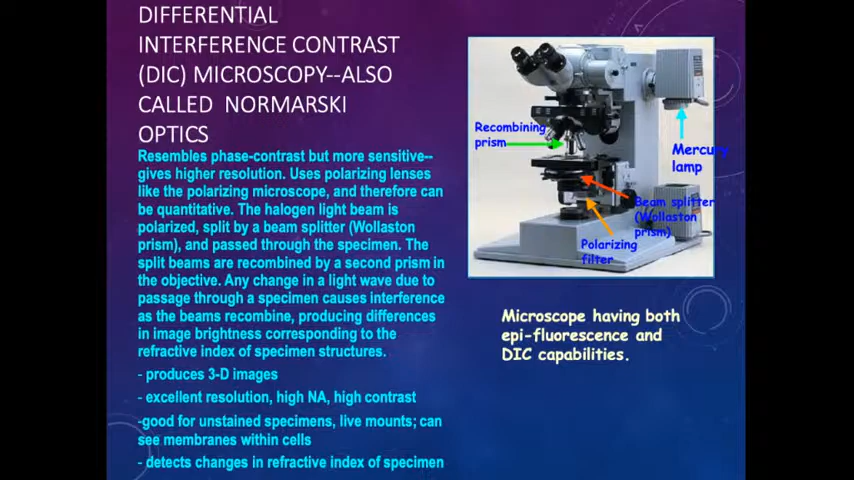 DIFFERENTIAL
INTERFERENCE CONTRAST
(DIC) MICROSCOPY--ALSO
CALLED NORMARSKI
OPTICS
Resembles phase-contrast but more sensitive--
gives higher resolution. Uses polarizing lenses
like the polarizing microscope, and therefore can
be quantitative. The halogen light beam is
polarized, split by a beam splitter (Wollaston
prism), and passed through the specimen. The
split beams are recombined by a second prism in
the objective. Any change in a light wave due to
passage through a specimen causes interference
as the beams recombine, producing differences
in image brightness corresponding to the
refractive index of specimen structures.
- produces 3-D images
- excellent resolution, high NA, high contrast
-good for unstained specimens, live mounts; can
see membranes within cells
- detects changes in refractive index of specimen
Recombining
prism
Mercury
lamp
Beam splitter
(Wollaston
prism)
Polarizing
filter
Microscope having both
epi-fluorescence and
DIC capabilities.